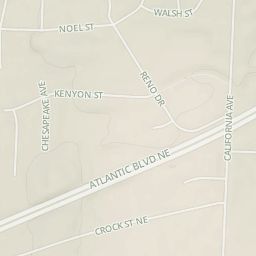 WALSH ST
NOEL ST
RENO DR
KENYON ST
CHESAPEAKE AVE
CALIFORNIA AVE
ATLANTIC BLVD NE
CROCK ST NE